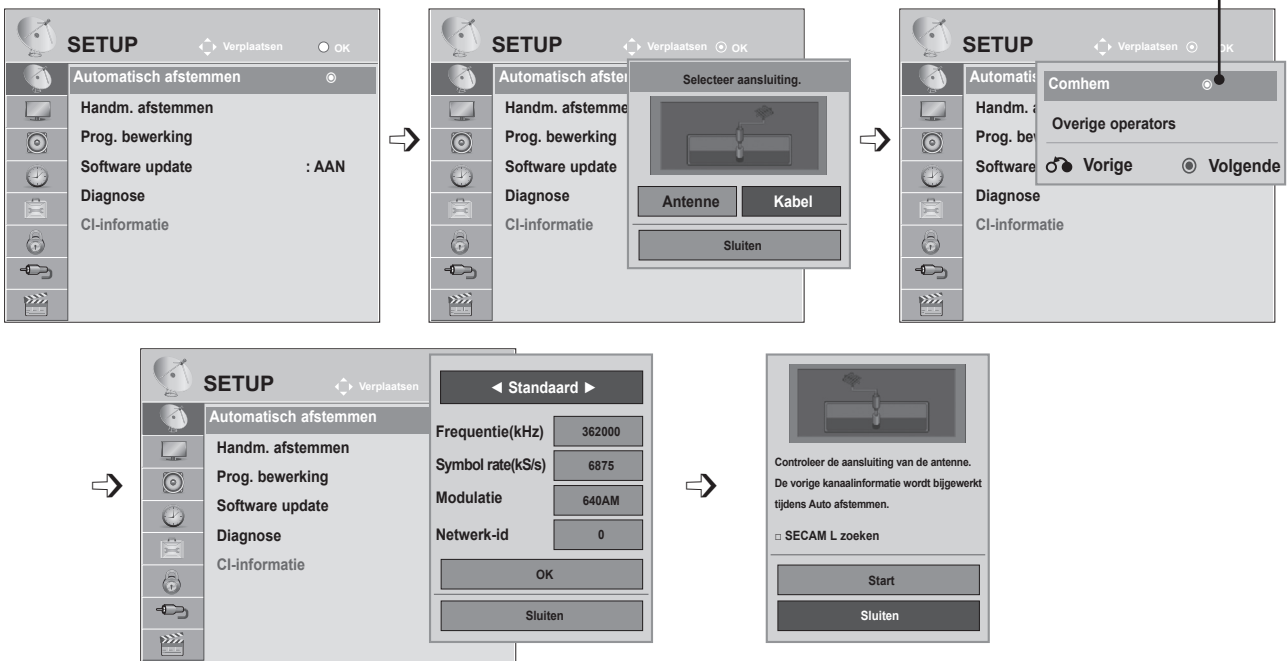 SETUP Verplaatsen OK
Automatisch afstemmen
Handm. afstemmen
Prog. bewerking
Software update : AAN
Diagnose
CI-informatie
SETUP Verplaatsen OK
Automatisch afster
Handm. afstemme
Prog. bewerking
Software update
Diagnose
CI-informatie
Selecteer aansluiting.
Antenne Kabel
Sluiten
SETUP Verplaatsen OK
Automatis
Handm. a
Prog. bew
Software
Diagnose
CI-informatie
Comhem
Overige operators
Vorige Volgende
SETUP Verplaatsen
Automatisch afstemmen
Handm. afstemmen
Prog. bewerking
Software update
Diagnose
CI-informatie
◄ Standaard ►
Frequentie(kHz) 362000
Symbol rate(kS/s) 6875
Modulatie 640AM
Netwerk-id 0
OK
Sluiten
Controleer de aansluiting van de antenne.
De vorige kanaalinformatie wordt bijgewerkt
tijdens Auto afstemmen.
□ SECAM L zoeken
Start
Sluiten